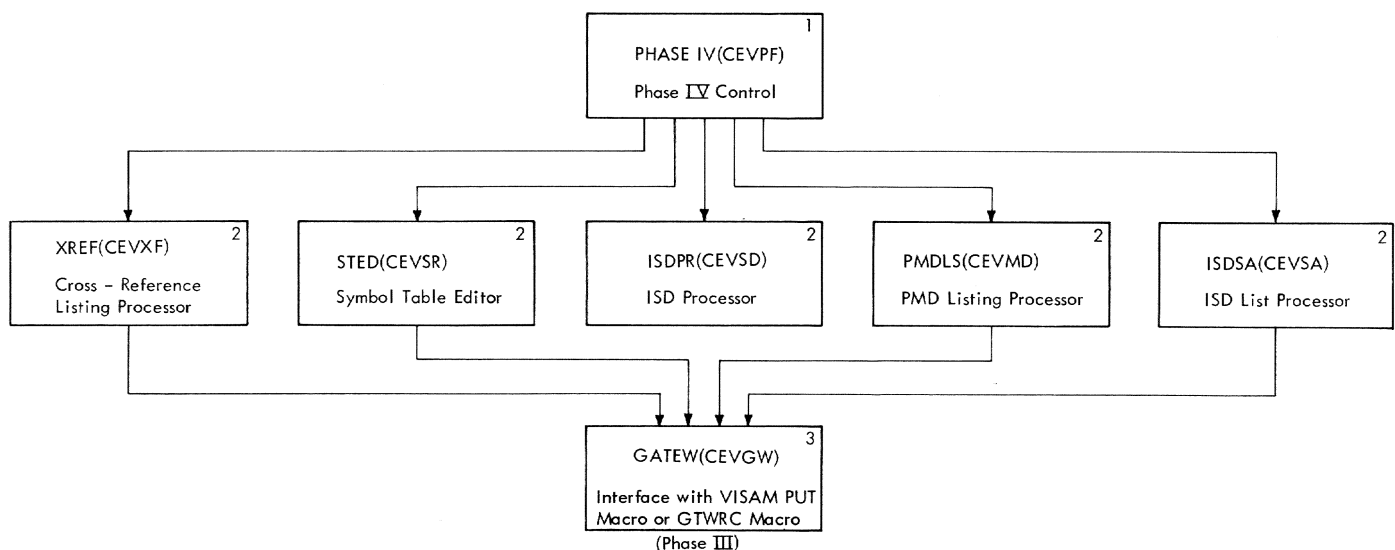 1
PHASE IV(CEVPF)
Phase IV Control
2
XREF(CEVXF)
Cross - Reference
Listing Processor
2
STED(CEVSR)
Symbol Table Editor
2
ISDPR(CEVSD)
ISD Processor
2
PMDLS(CEVMD)
PMD Listing Processor
2
ISDSA(CEVSA)
ISD List Processor
3
GATEW(CEVGW)
Interface with VISAM PUT
Macro or GTWRC Macro
(Phase III)